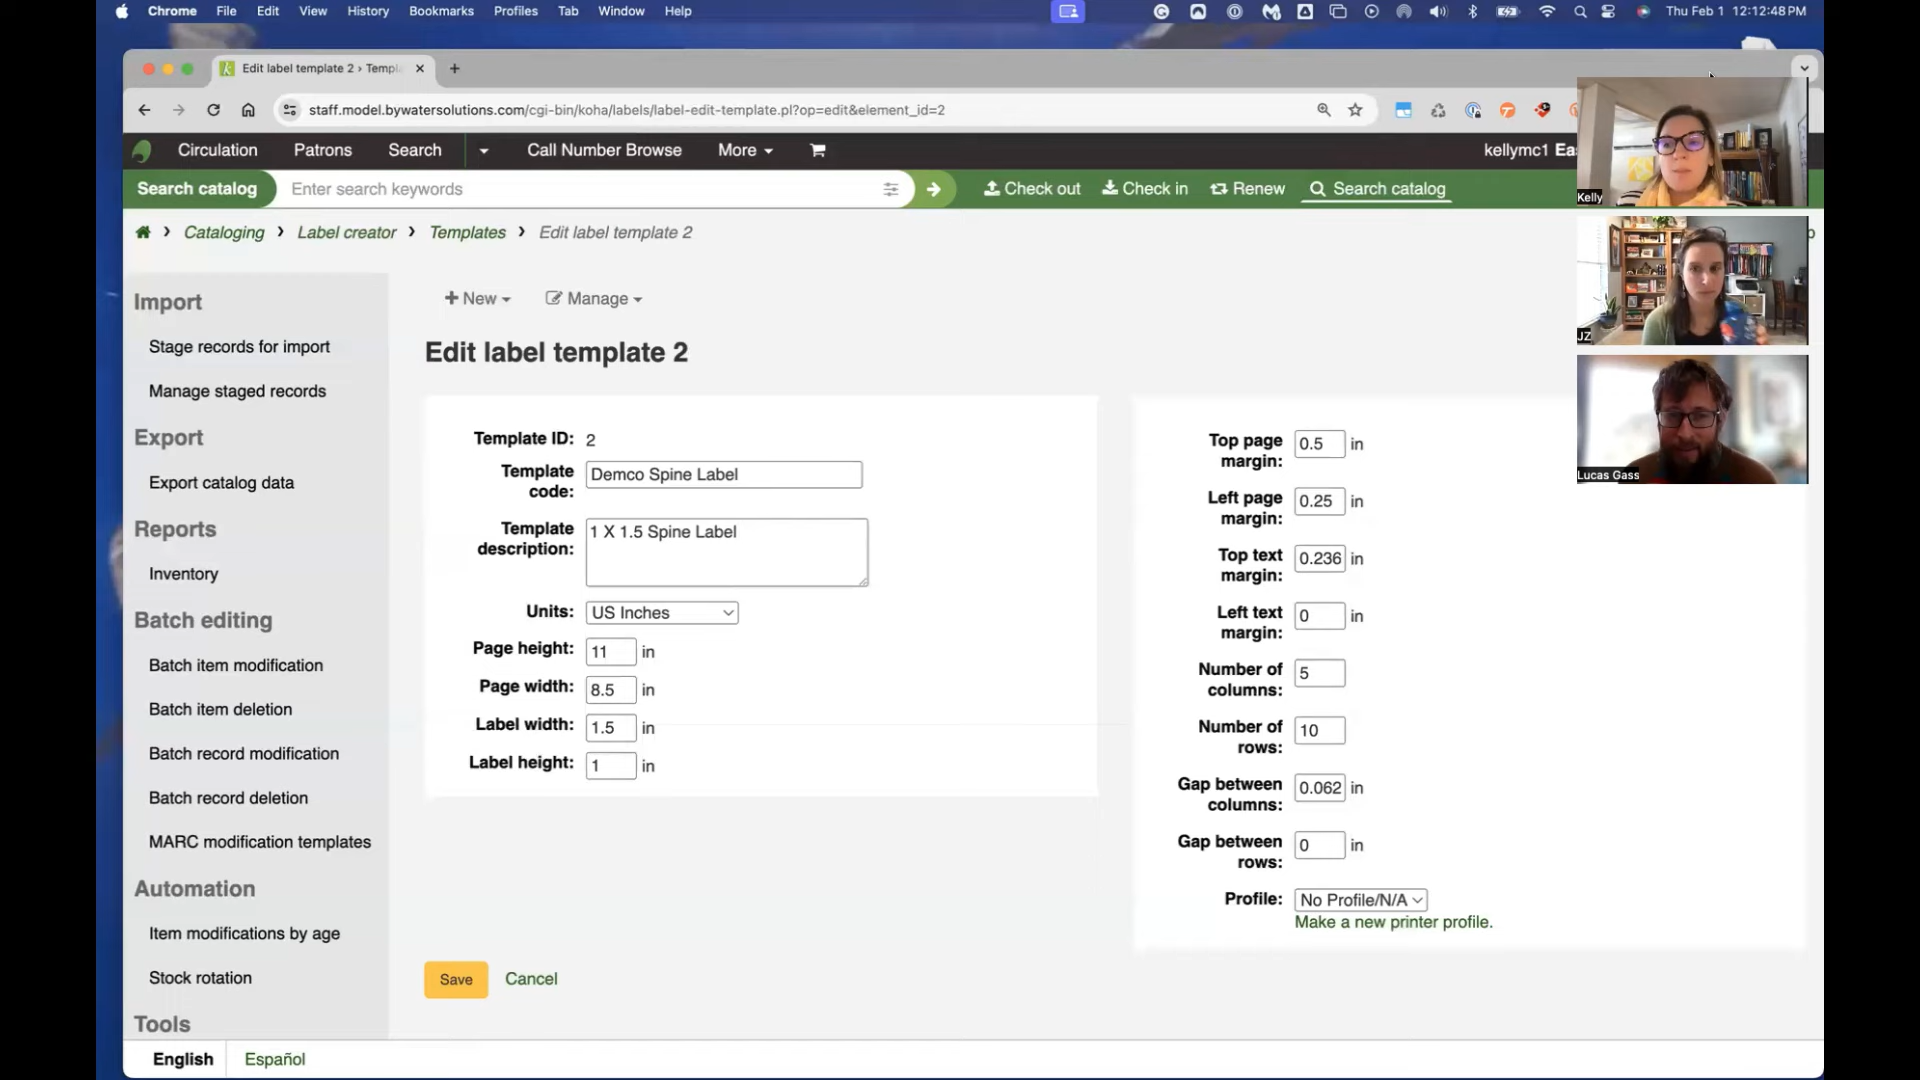 Chrome File Edit View History Bookmarks Profiles Tab Window Help
Thu Feb 1 12:12:48 PM
Edit label template 2 › Templ
staff.model.bywatersolutions.com/cgi-bin/koha/labels/label-edit-template.pl?op=edit&element_id=2
Circulation Patrons Search Call Number Browse More kellymc1 Eas
Search catalog Enter search keywords Check out Check in Renew Search catalog
Kelly
Cataloging › Label creator › Templates › Edit label template 2
JZ
Lucas Gass
Import
Stage records for import
Manage staged records
Export
Export catalog data
Reports
Inventory
Batch editing
Batch item modification
Batch item deletion
Batch record modification
Batch record deletion
MARC modification templates
Automation
Item modifications by age
Stock rotation
Tools
+ New Manage
Edit label template 2
Template ID: 2
Template code: Demco Spine Label
Template description: 1 X 1.5 Spine Label
Units: US Inches
Page height: 11 in
Page width: 8.5 in
Label width: 1.5 in
Label height: 1 in
Top page margin: 0.5 in
Left page margin: 0.25 in
Top text margin: 0.236 in
Left text margin: 0 in
Number of columns: 5
Number of rows: 10
Gap between columns: 0.062 in
Gap between rows: 0 in
Profile: No Profile/N/A
Make a new printer profile.
Save Cancel
English Español